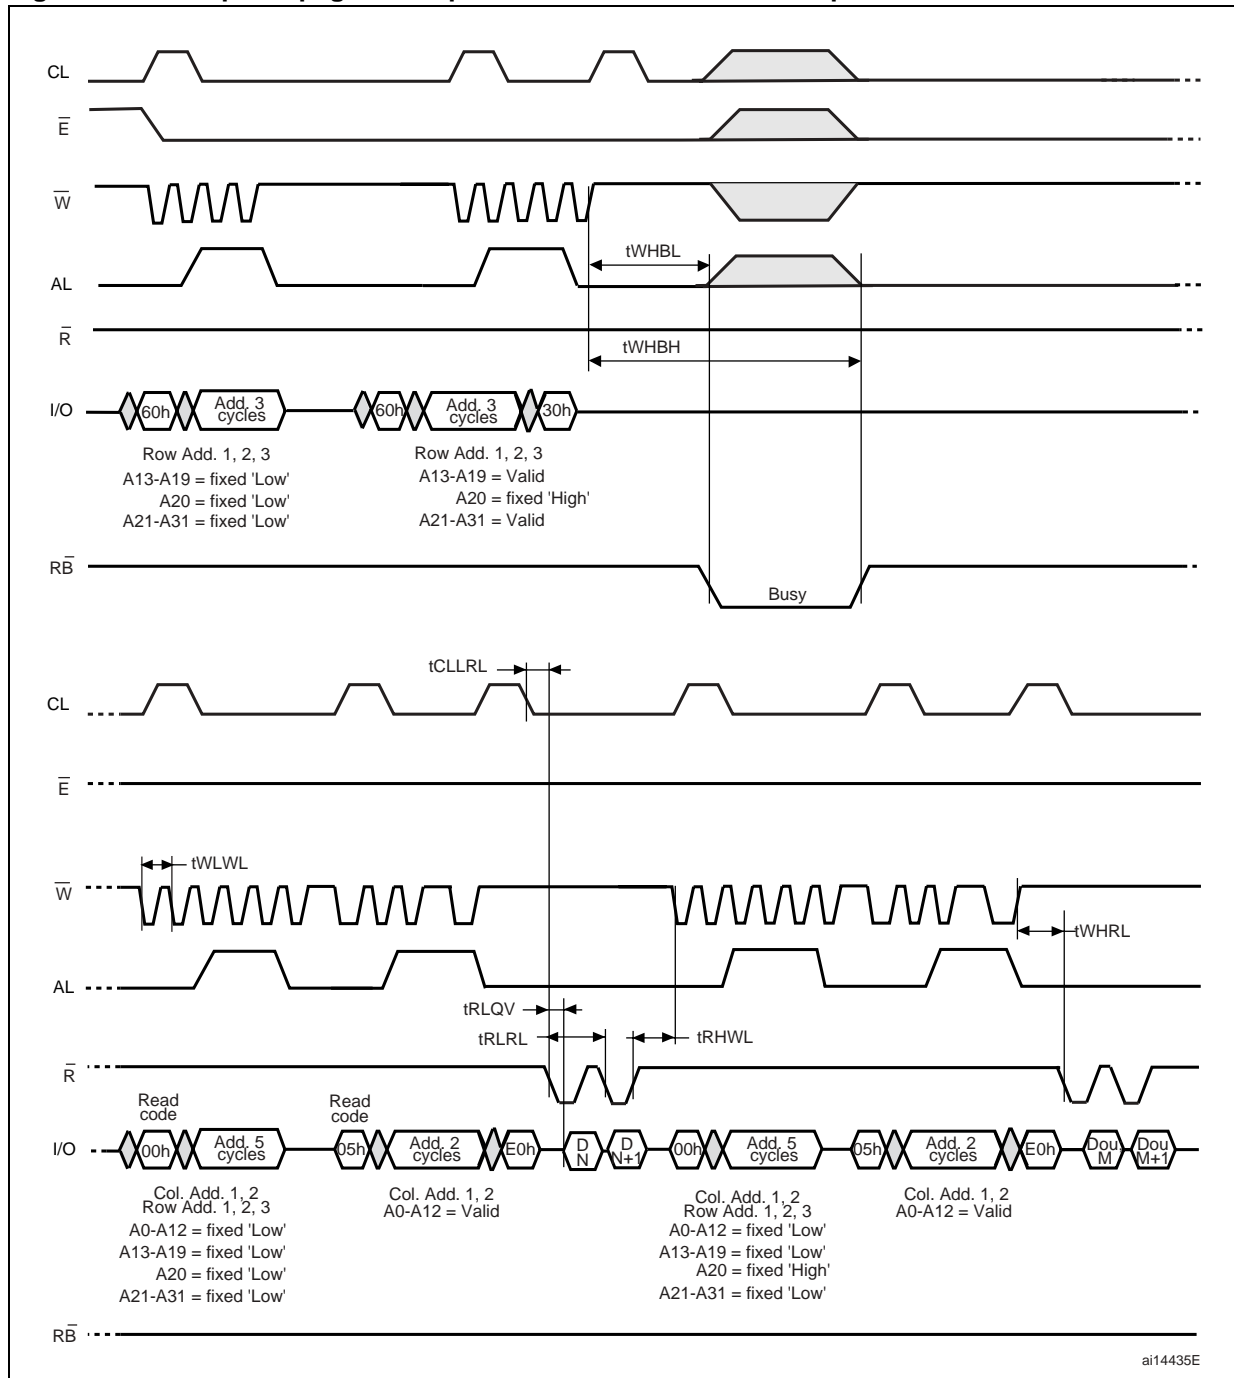 CL
E
W
tWHBL
AL
R
tWHBH
I/O 60h Add. 3 cycles 60h Add. 3 cycles 30h
Row Add. 1, 2, 3
A13-A19 = fixed 'Low'
A20 = fixed 'Low'
A21-A31 = fixed 'Low'
Row Add. 1, 2, 3
A13-A19 = Valid
A20 = fixed 'High'
A21-A31 = Valid
RB
Busy
tCLLRL
CL
E
tWLWL
W
tWHRL
AL
tRLQV
tRLRL
tRHWL
R
Read code
Read code
I/O 00h Add. 5 cycles 05h Add. 2 cycles E0h D N D N+1 00h Add. 5 cycles 05h Add. 2 cycles E0h Dou M Dou M+1
Col. Add. 1, 2
Row Add. 1, 2, 3
A0-A12 = fixed 'Low'
A13-A19 = fixed 'Low'
A20 = fixed 'Low'
A21-A31 = fixed 'Low'
Col. Add. 1, 2
A0-A12 = Valid
Col. Add. 1, 2
Row Add. 1, 2, 3
A0-A12 = fixed 'Low'
A13-A19 = fixed 'Low'
A20 = fixed 'High'
A21-A31 = fixed 'Low'
Col. Add. 1, 2
A0-A12 = Valid
RB
ai14435E